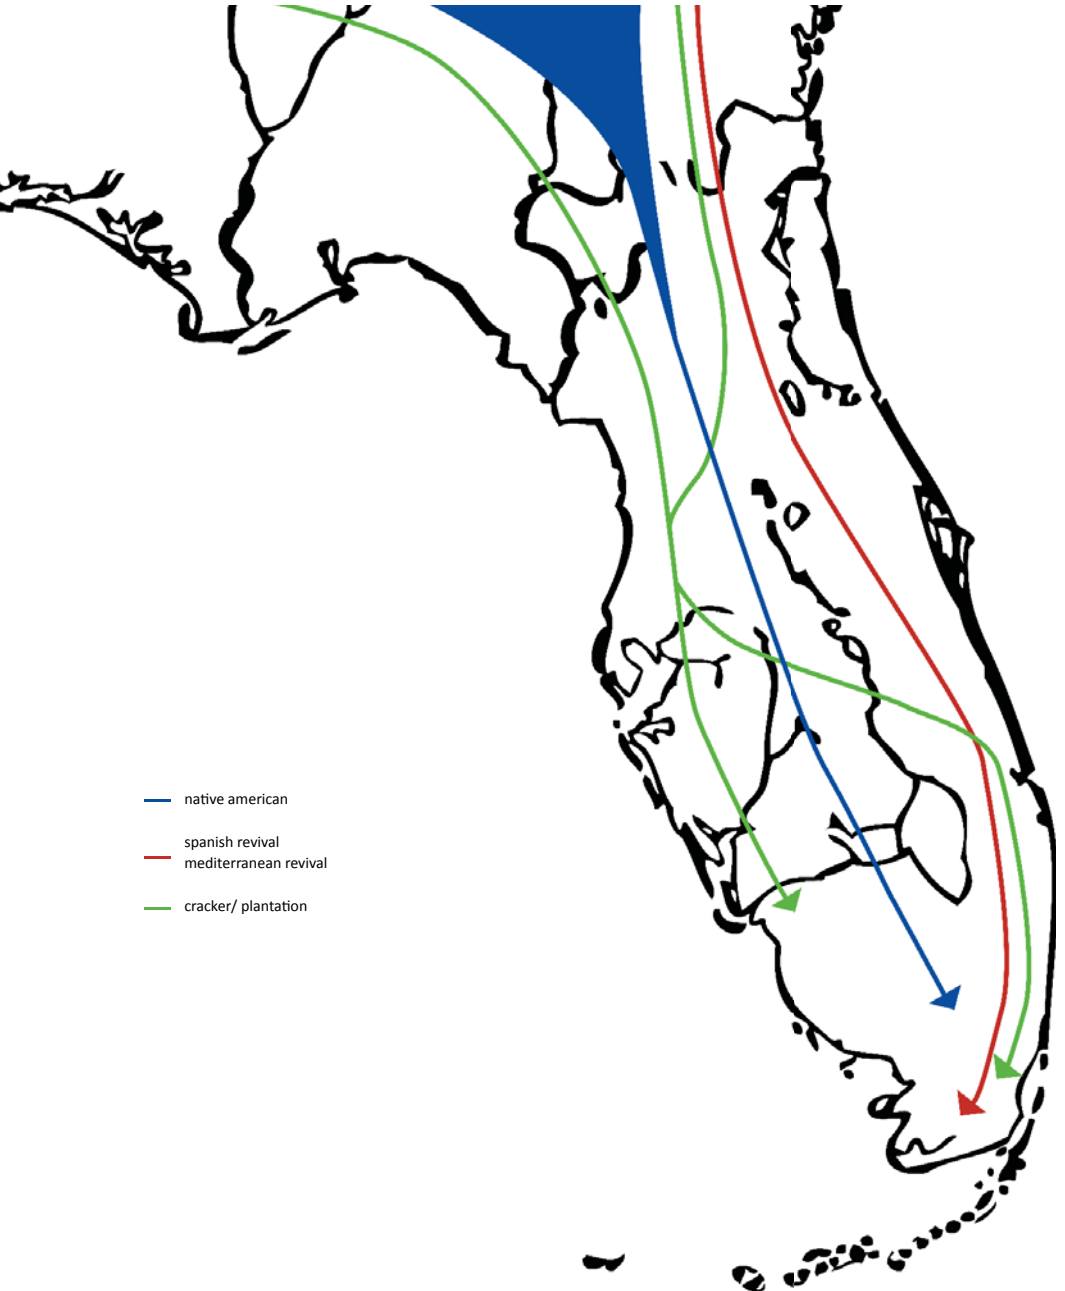 native american
spanish revival
mediterranean revival
cracker/ plantation